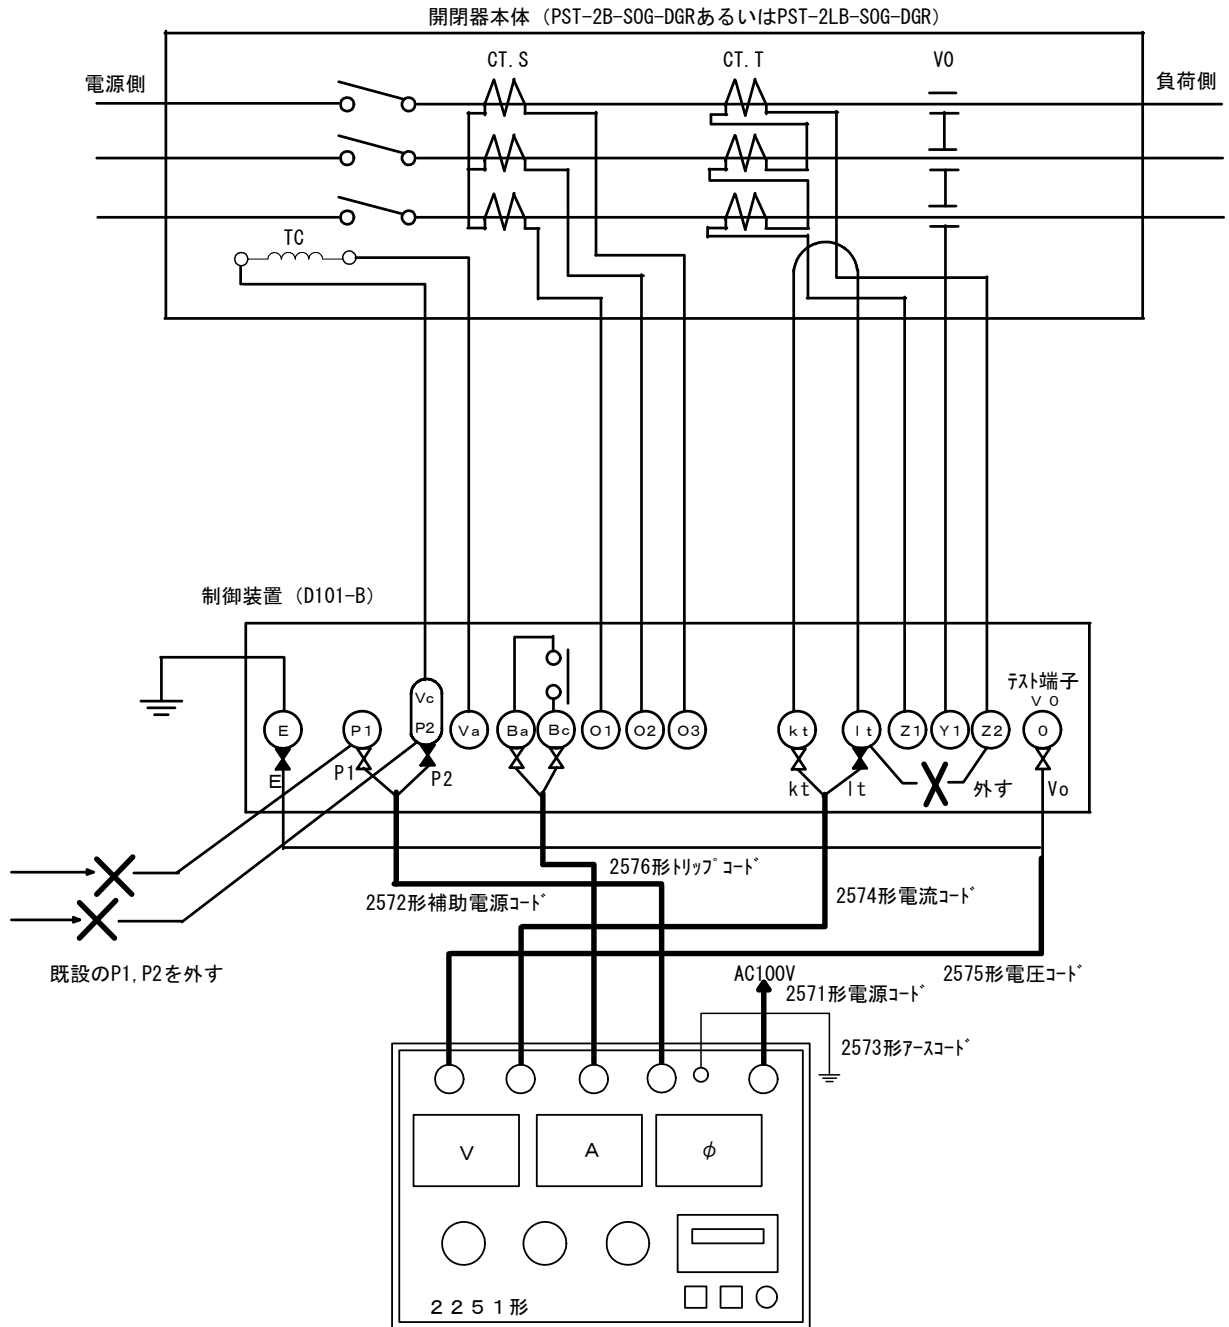 開閉器本体（PST-2B-SOG-DGRあるいはPST-2LB-SOG-DGR）
CT.S
CT.T
V0
電源側
負荷側
TC
制御装置（D101-B）
テスト端子
V0
Vc
E
P1
P2
Va
Ba
Bc
O1
O2
O3
kt
lt
Z1
Y1
Z2
0
E
P1
P2
kt
lt
外す
Vo
2576形トリップコード
2572形補助電源コード
2574形電流コード
既設のP1,P2を外す
AC100V
2575形電圧コード
2571形電源コード
2573形アースコード
V
A
φ
2251形